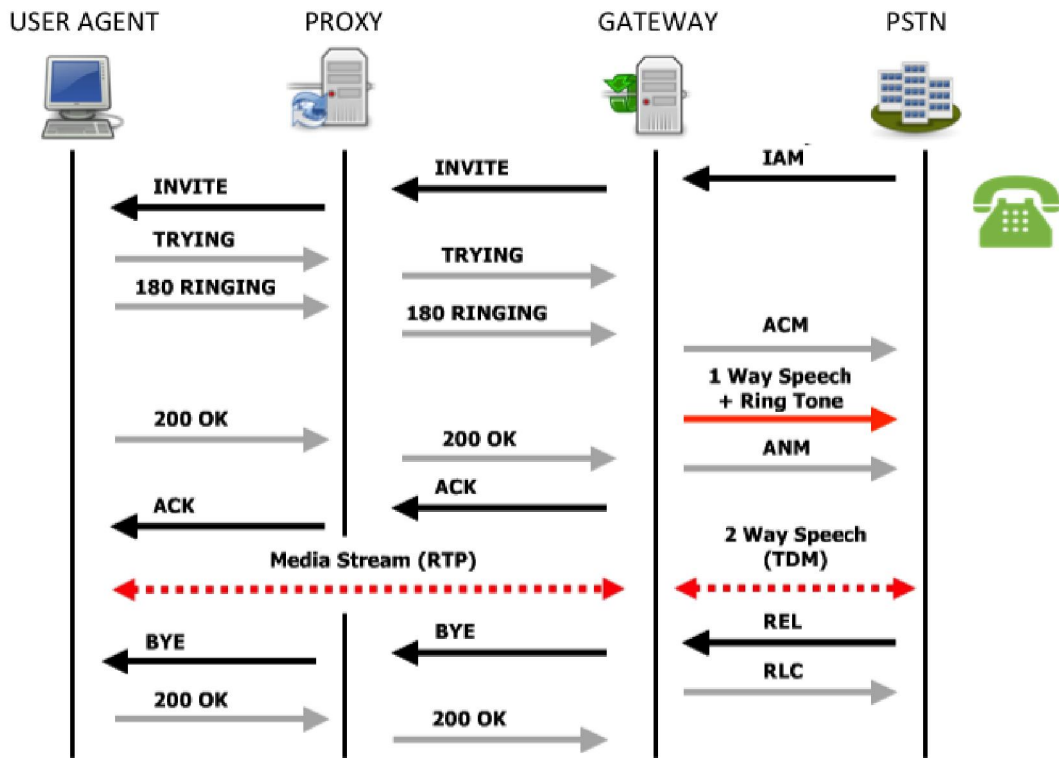 USER AGENT
PROXY
GATEWAY
PSTN
IAM
INVITE
INVITE
TRYING
TRYING
180 RINGING
180 RINGING
ACM
1 Way Speech
+ Ring Tone
200 OK
200 OK
ANM
ACK
ACK
2 Way Speech
(TDM)
Media Stream (RTP)
REL
BYE
BYE
RLC
200 OK
200 OK